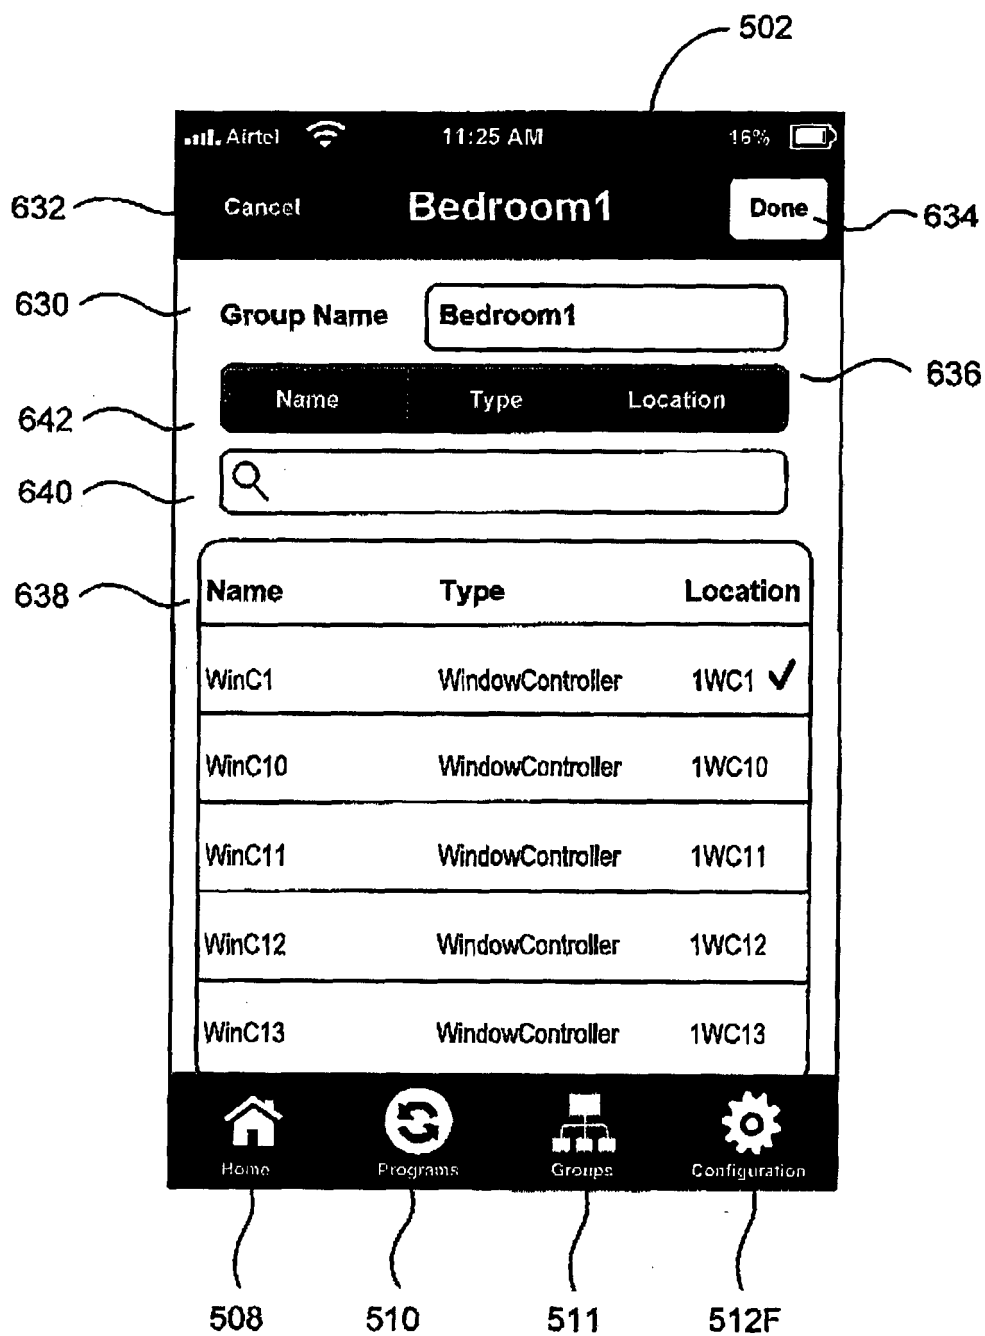 502
Airtel 11:25 AM 16%
632 Cancel Bedroom1 Done 634
630 Group Name Bedroom1
636
642 Name Type Location
640
638 Name Type Location
WinC1 WindowController 1WC1 ✓
WinC10 WindowController 1WC10
WinC11 WindowController 1WC11
WinC12 WindowController 1WC12
WinC13 WindowController 1WC13
Home Programs Groups Configuration
508 510 511 512F